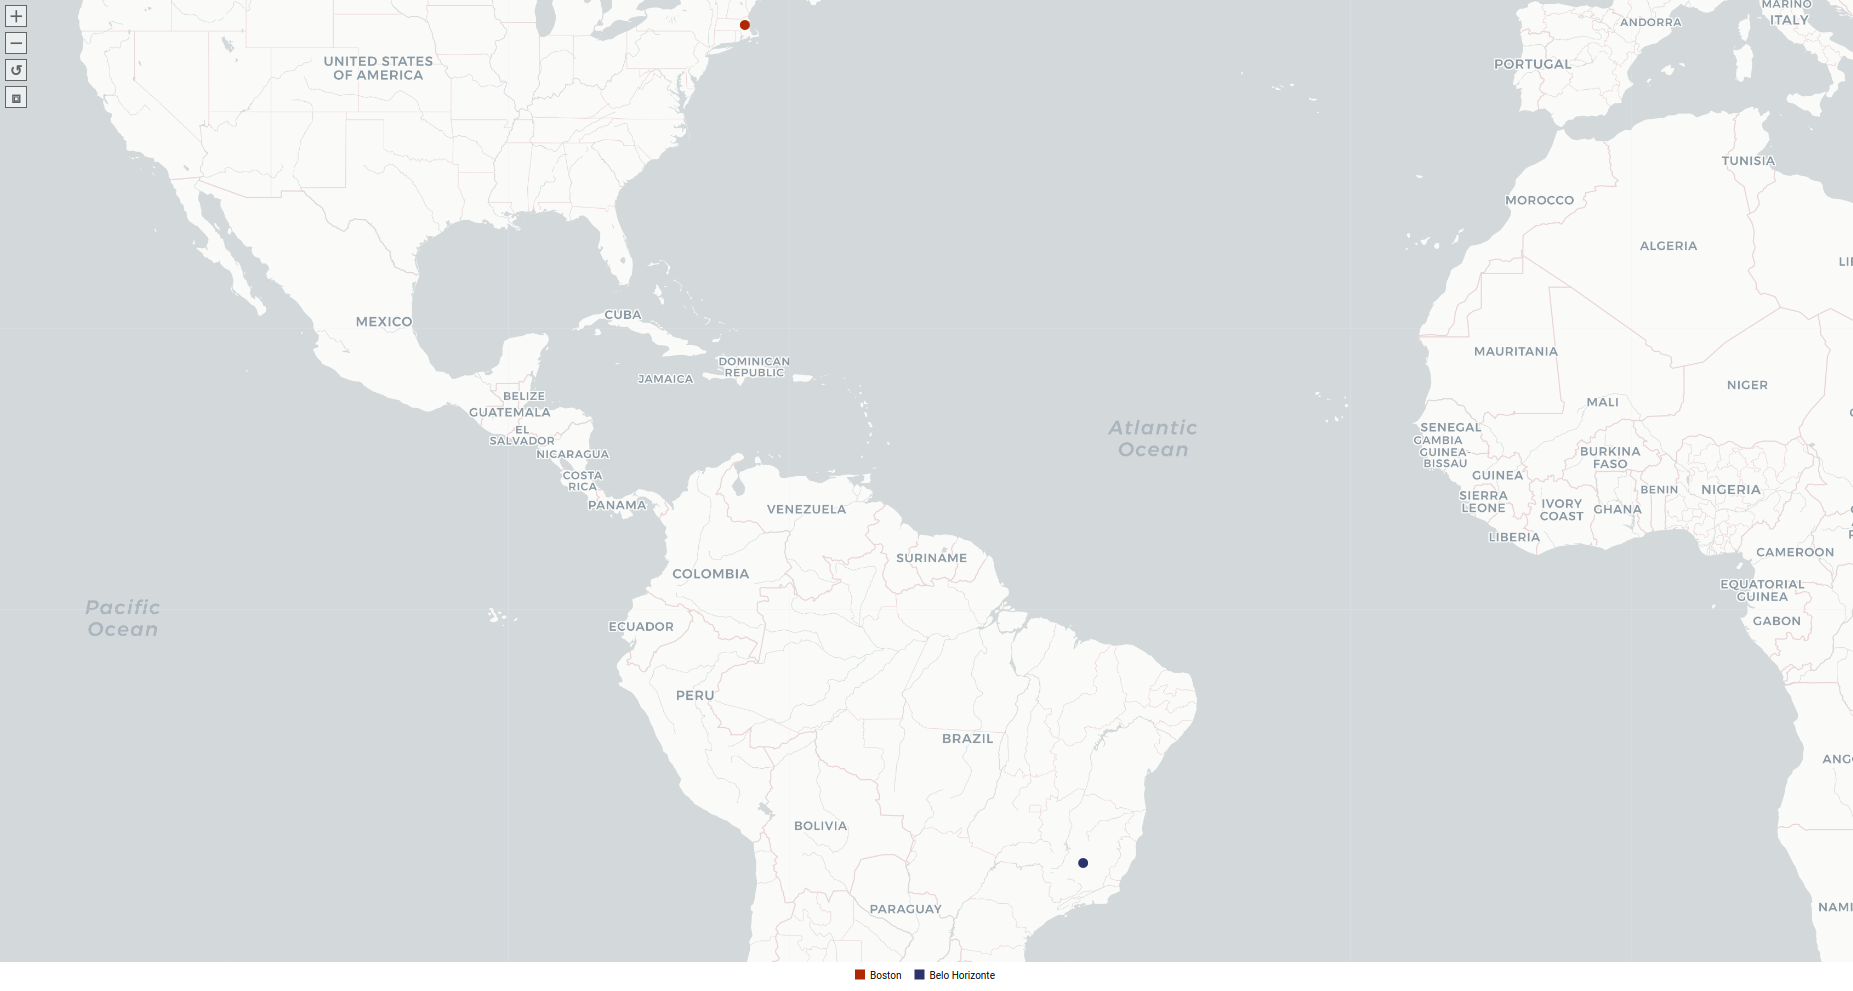 MARINO
ITALY
ANDORRA
UNITED STATES
OF AMERICA
PORTUGAL
TUNISIA
MOROCCO
ALGERIA
LI
CUBA
MEXICO
MAURITANIA
DOMINICAN
REPUBLIC
JAMAICA
NIGER
BELIZE
MALI
GUATEMALA
Atlantic
Ocean
SENEGAL
EL
SALVADOR
GAMBIA
GUINEA-
BISSAU
NICARAGUA
BURKINA
FASO
COSTA
RICA
GUINEA
BENIN
NIGERIA
SIERRA
LEONE
PANAMA
VENEZUELA
IVORY
COAST
GHANA
LIBERIA
CAMEROON
SURINAME
COLOMBIA
EQUATORIAL
GUINEA
Pacific
Ocean
ECUADOR
GABON
PERU
BRAZIL
ANG
BOLIVIA
PARAGUAY
NAMI
Boston
Belo Horizonte